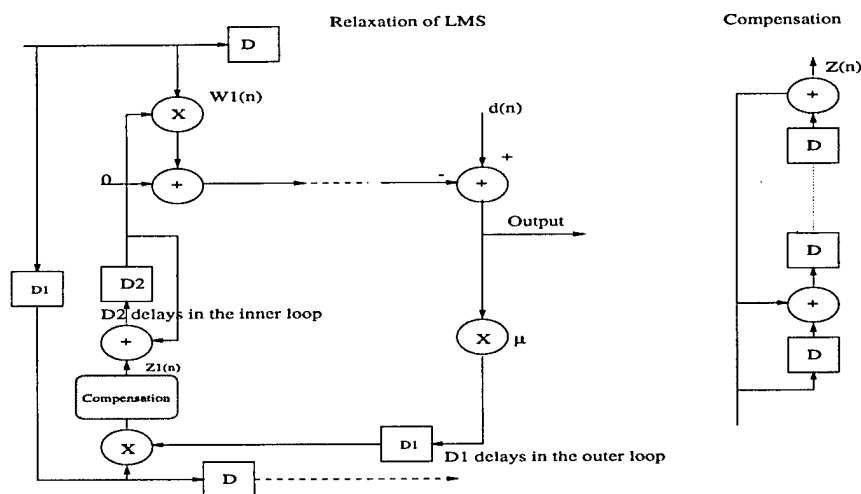 Relaxation of LMS
Compensation
D
Z(n)
W1(n)
X
+
d(n)
D
+
0
+
-
+
Output
D
D1
D2
D2 delays in the inner loop
+
+
X
μ
D
Z1(n)
Compensation
X
D1
D1 delays in the outer loop
D